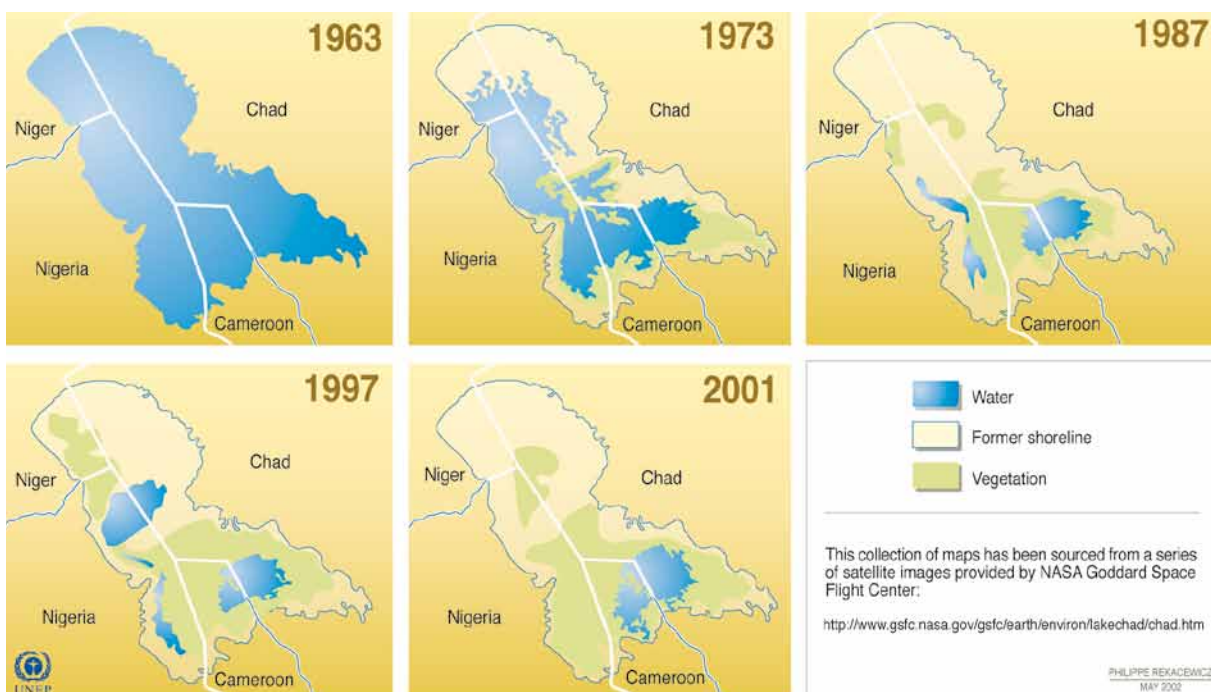 1963
Chad
Niger
Nigeria
Cameroon
1973
Chad
Niger
Nigeria
Cameroon
1987
Chad
Niger
Nigeria
Cameroon
1997
Chad
Niger
Nigeria
Cameroon
UNEP
2001
Chad
Niger
Nigeria
Cameroon
Water
Former shoreline
Vegetation
This collection of maps has been sourced from a series
of satellite images provided by NASA Goddard Space
Flight Center:
http://www.gsfc.nasa.gov/gsfc/earth/environ/lakechad/chad.htm
PHILIPPE REKACEWICZ
MAY 2002